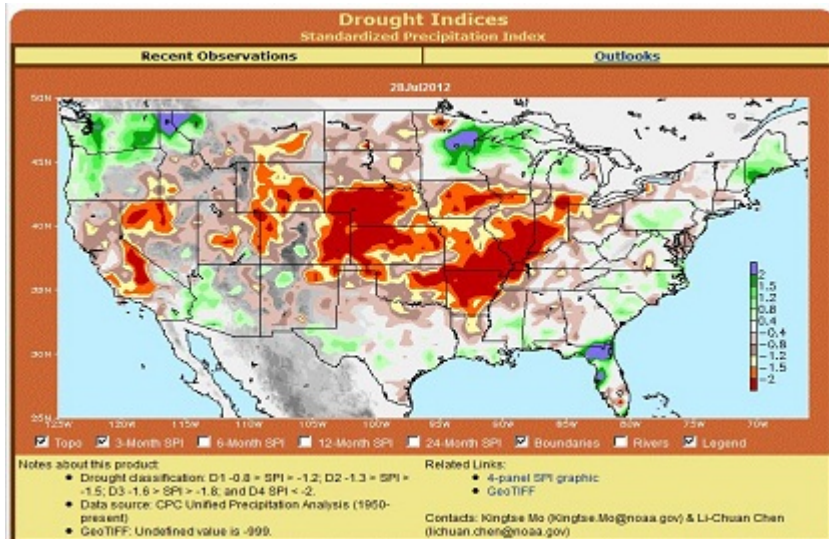 Drought Indices
Standardized Precipitation Index
Recent Observations
Outlooks
28Jul2012
50N
45N
40N
35N
30N
25N
125W 120W 115W 110W 105W 100W 95W 90W 85W 80W 75W 70W
2
1.5
1.2
0.8
0.4
-0.4
-0.8
-1.2
-1.5
-2
Topo 3-Month SPI 6-Month SPI 12-Month SPI 24-Month SPI Boundaries Rivers Legend
Notes about this product:
Drought classification: D1 -0.8 > SPI > -1.2; D2 -1.3 > SPI >
-1.5; D3 -1.6 > SPI > -1.8; and D4 SPI < -2.
Data source: CPC Unified Precipitation Analysis (1950-
present)
GeoTIFF: Undefined value is -999.
Related Links:
4-panel SPI graphic
GeoTIFF
Contacts: Kingtse Mo (Kingtse.Mo@noaa.gov) & Li-Chuan Chen
(lichuan.chen@noaa.gov)